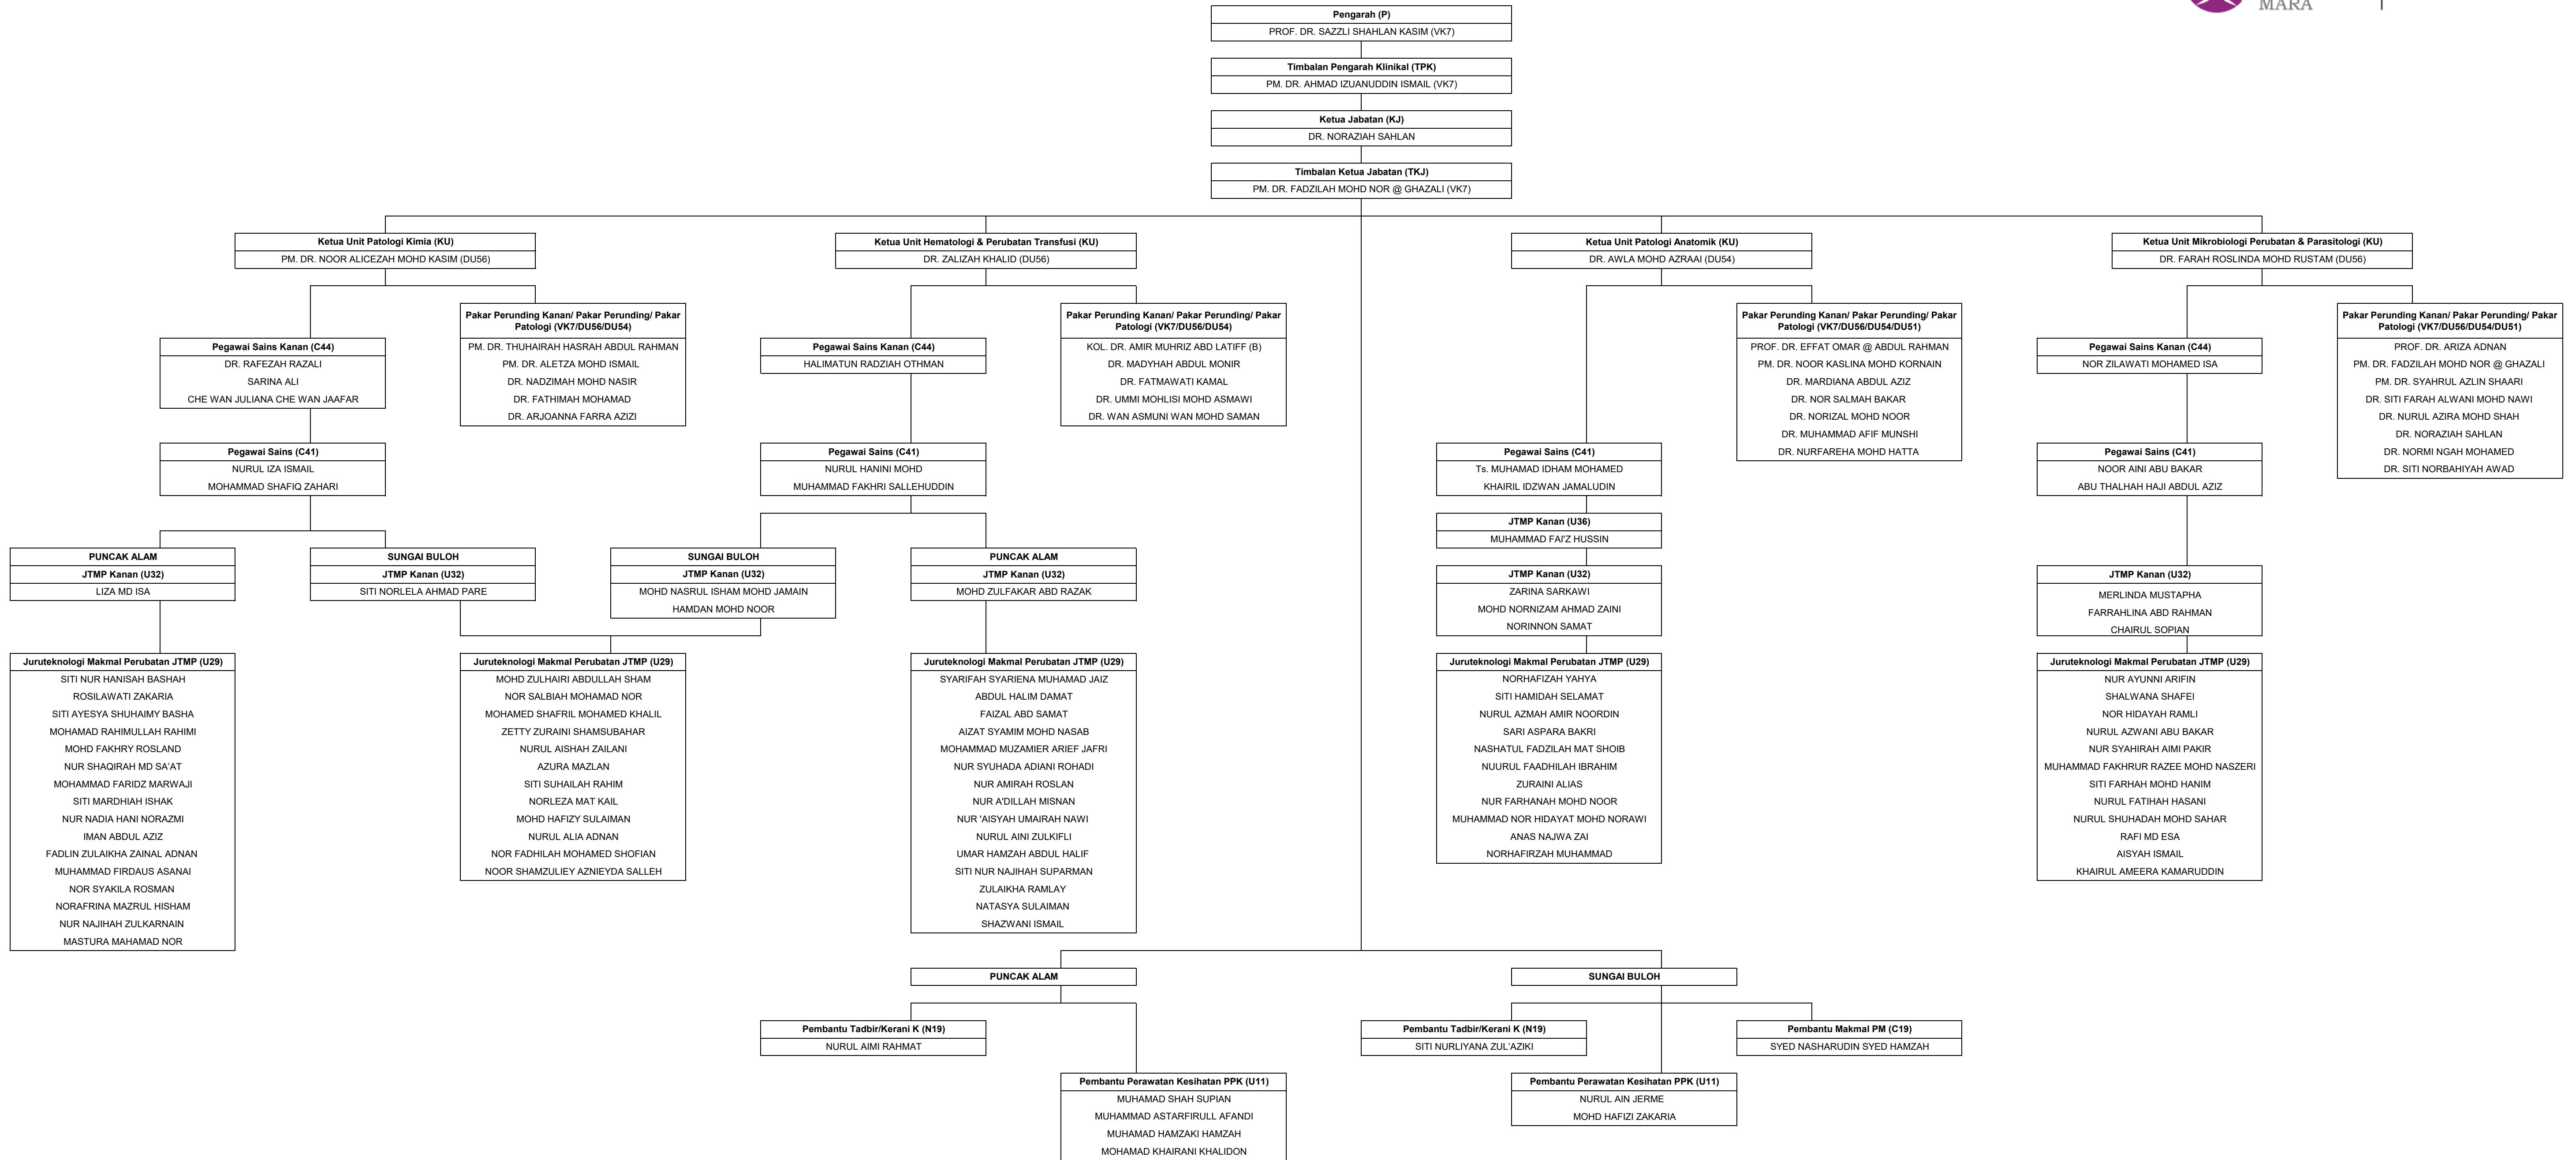 MARA
Pengarah (P)
PROF. DR. SAZZLI SHAHLAN KASIM (VK7)
Timbalan Pengarah Klinikal (TPK)
PM. DR. AHMAD IZUANUDDIN ISMAIL (VK7)
Ketua Jabatan (KJ)
DR. NORAZIAH SAHLAN
Timbalan Ketua Jabatan (TKJ)
PM. DR. FADZILAH MOHD NOR @ GHAZALI (VK7)
Ketua Unit Patologi Kimia (KU)
PM. DR. NOOR ALICEZAH MOHD KASIM (DU56)
Pakar Perunding Kanan/ Pakar Perunding/ Pakar
Patologi (VK7/DU56/DU54)
PM. DR. THUHAIRAH HASRAH ABDUL RAHMAN
PM. DR. ALETZA MOHD ISMAIL
DR. NADZIMAH MOHD NASIR
DR. FATHIMAH MOHAMAD
DR. ARJOANNA FARRA AZIZI
Pegawai Sains Kanan (C44)
DR. RAFEZAH RAZALI
SARINA ALI
CHE WAN JULIANA CHE WAN JAAFAR
Pegawai Sains (C41)
NURUL IZA ISMAIL
MOHAMMAD SHAFIQ ZAHARI
PUNCAK ALAM
JTMP Kanan (U32)
LIZA MD ISA
SUNGAI BULOH
JTMP Kanan (U32)
SITI NORLELA AHMAD PARE
Juruteknologi Makmal Perubatan JTMP (U29)
SITI NUR HANISAH BASHAH
ROSILAWATI ZAKARIA
SITI AYESYA SHUHAIMY BASHA
MOHAMAD RAHIMULLAH RAHIMI
MOHD FAKHRY ROSLAND
NUR SHAQIRAH MD SA'AT
MOHAMMAD FARIDZ MARWAJI
SITI MARDHIAH ISHAK
NUR NADIA HANI NORAZMI
IMAN ABDUL AZIZ
FADLIN ZULAIKHA ZAINAL ADNAN
MUHAMMAD FIRDAUS ASANAI
NOR SYAKILA ROSMAN
NORAFRINA MAZRUL HISHAM
NUR NAJIHAH ZULKARNAIN
MASTURA MAHAMAD NOR
Ketua Unit Hematologi & Perubatan Transfusi (KU)
DR. ZALIZAH KHALID (DU56)
Pakar Perunding Kanan/ Pakar Perunding/ Pakar
Patologi (VK7/DU56/DU54)
KOL. DR. AMIR MUHRIZ ABD LATIFF (B)
DR. MADYHAH ABDUL MONIR
DR. FATMAWATI KAMAL
DR. UMMI MOHLISI MOHD ASMAWI
DR. WAN ASMUNI WAN MOHD SAMAN
Pegawai Sains Kanan (C44)
HALIMATUN RADZIAH OTHMAN
Pegawai Sains (C41)
NURUL HANINI MOHD
MUHAMMAD FAKHRI SALLEHUDDIN
SUNGAI BULOH
JTMP Kanan (U32)
MOHD NASRUL ISHAM MOHD JAMAIN
HAMDAN MOHD NOOR
PUNCAK ALAM
JTMP Kanan (U32)
MOHD ZULFAKAR ABD RAZAK
Juruteknologi Makmal Perubatan JTMP (U29)
MOHD ZULHAIRI ABDULLAH SHAM
NOR SALBIAH MOHAMAD NOR
MOHAMED SHAFRIL MOHAMED KHALIL
ZETTY ZURAINI SHAMSUBAHAR
NURUL AISHAH ZAILANI
AZURA MAZLAN
SITI SUHAILAH RAHIM
NORLEZA MAT KAIL
MOHD HAFIZY SULAIMAN
NURUL ALIA ADNAN
NOR FADHILAH MOHAMED SHOFIAN
NOOR SHAMZULIEY AZNIEYDA SALLEH
Juruteknologi Makmal Perubatan JTMP (U29)
SYARIFAH SYARIENA MUHAMAD JAIZ
ABDUL HALIM DAMAT
FAIZAL ABD SAMAT
AIZAT SYAMIM MOHD NASAB
MOHAMMAD MUZAMIER ARIEF JAFRI
NUR SYUHADA ADIANI ROHADI
NUR AMIRAH ROSLAN
NUR A'DILLAH MISNAN
NUR 'AISYAH UMAIRAH NAWI
NURUL AINI ZULKIFLI
UMAR HAMZAH ABDUL HALIF
SITI NUR NAJIHAH SUPARMAN
ZULAIKHA RAMLAY
NATASYA SULAIMAN
SHAZWANI ISMAIL
Ketua Unit Patologi Anatomik (KU)
DR. AWLA MOHD AZRAAI (DU54)
Pakar Perunding Kanan/ Pakar Perunding/ Pakar
Patologi (VK7/DU56/DU54/DU51)
PROF. DR. EFFAT OMAR @ ABDUL RAHMAN
PM. DR. NOOR KASLINA MOHD KORNAIN
DR. MARDIANA ABDUL AZIZ
DR. NOR SALMAH BAKAR
DR. NORIZAL MOHD NOOR
DR. MUHAMMAD AFIF MUNSHI
DR. NURFAREHA MOHD HATTA
Pegawai Sains (C41)
Ts. MUHAMAD IDHAM MOHAMED
KHAIRIL IDZWAN JAMALUDIN
JTMP Kanan (U36)
MUHAMMAD FAI'Z HUSSIN
JTMP Kanan (U32)
ZARINA SARKAWI
MOHD NORNIZAM AHMAD ZAINI
NORINNON SAMAT
Juruteknologi Makmal Perubatan JTMP (U29)
NORHAFIZAH YAHYA
SITI HAMIDAH SELAMAT
NURUL AZMAH AMIR NOORDIN
SARI ASPARA BAKRI
NASHATUL FADZILAH MAT SHOIB
NUURUL FAADHILAH IBRAHIM
ZURAINI ALIAS
NUR FARHANAH MOHD NOOR
MUHAMMAD NOR HIDAYAT MOHD NORAWI
ANAS NAJWA ZAI
NORHAFIRZAH MUHAMMAD
Ketua Unit Mikrobiologi Perubatan & Parasitologi (KU)
DR. FARAH ROSLINDA MOHD RUSTAM (DU56)
Pakar Perunding Kanan/ Pakar Perunding/ Pakar
Patologi (VK7/DU56/DU54/DU51)
PROF. DR. ARIZA ADNAN
PM. DR. FADZILAH MOHD NOR @ GHAZALI
PM. DR. SYAHRUL AZLIN SHAARI
DR. SITI FARAH ALWANI MOHD NAWI
DR. NURUL AZIRA MOHD SHAH
DR. NORAZIAH SAHLAN
DR. NORMI NGAH MOHAMED
DR. SITI NORBAHIYAH AWAD
Pegawai Sains Kanan (C44)
NOR ZILAWATI MOHAMED ISA
Pegawai Sains (C41)
NOOR AINI ABU BAKAR
ABU THALHAH HAJI ABDUL AZIZ
JTMP Kanan (U32)
MERLINDA MUSTAPHA
FARRAHLINA ABD RAHMAN
CHAIRUL SOPIAN
Juruteknologi Makmal Perubatan JTMP (U29)
NUR AYUNNI ARIFIN
SHALWANA SHAFEI
NOR HIDAYAH RAMLI
NURUL AZWANI ABU BAKAR
NUR SYAHIRAH AIMI PAKIR
MUHAMMAD FAKHRUR RAZEE MOHD NASZERI
SITI FARHAH MOHD HANIM
NURUL FATIHAH HASANI
NURUL SHUHADAH MOHD SAHAR
RAFI MD ESA
AISYAH ISMAIL
KHAIRUL AMEERA KAMARUDDIN
PUNCAK ALAM
Pembantu Tadbir/Kerani K (N19)
NURUL AIMI RAHMAT
Pembantu Perawatan Kesihatan PPK (U11)
MUHAMAD SHAH SUPIAN
MUHAMMAD ASTARFIRULL AFANDI
MUHAMAD HAMZAKI HAMZAH
MOHAMAD KHAIRANI KHALIDON
SUNGAI BULOH
Pembantu Tadbir/Kerani K (N19)
SITI NURLIYANA ZUL'AZIKI
Pembantu Makmal PM (C19)
SYED NASHARUDIN SYED HAMZAH
Pembantu Perawatan Kesihatan PPK (U11)
NURUL AIN JERME
MOHD HAFIZI ZAKARIA